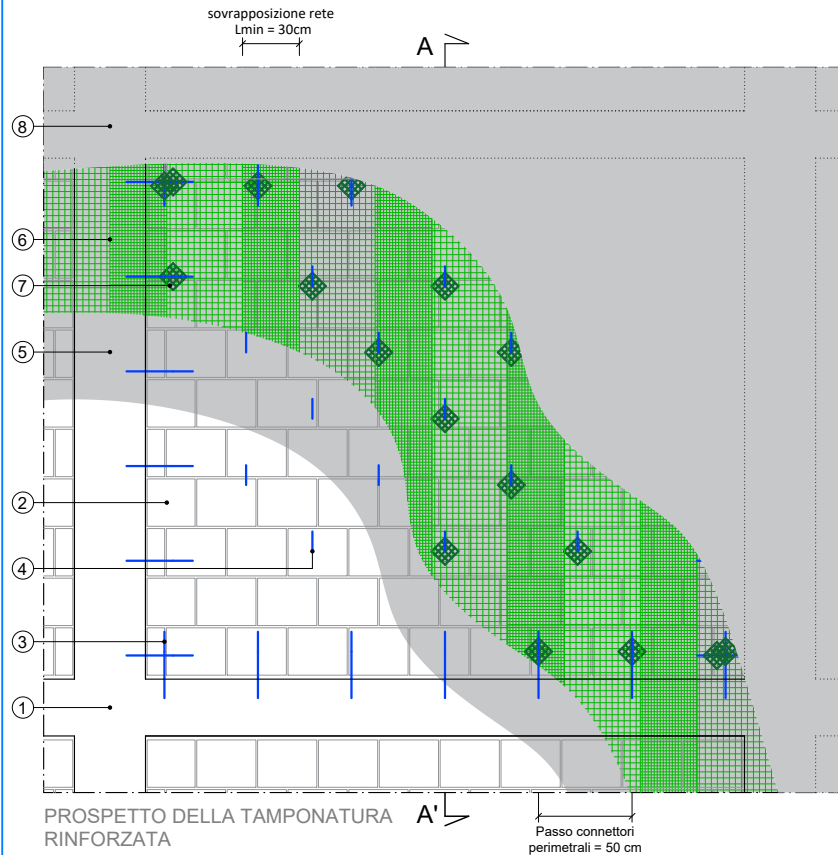 sovrapposizione rete
Lmin = 30cm
A
8
6
7
5
2
4
3
1
PROSPETTO DELLA TAMPONATURA
RINFORZATA
A'
Passo connettori
perimetrali = 50 cm